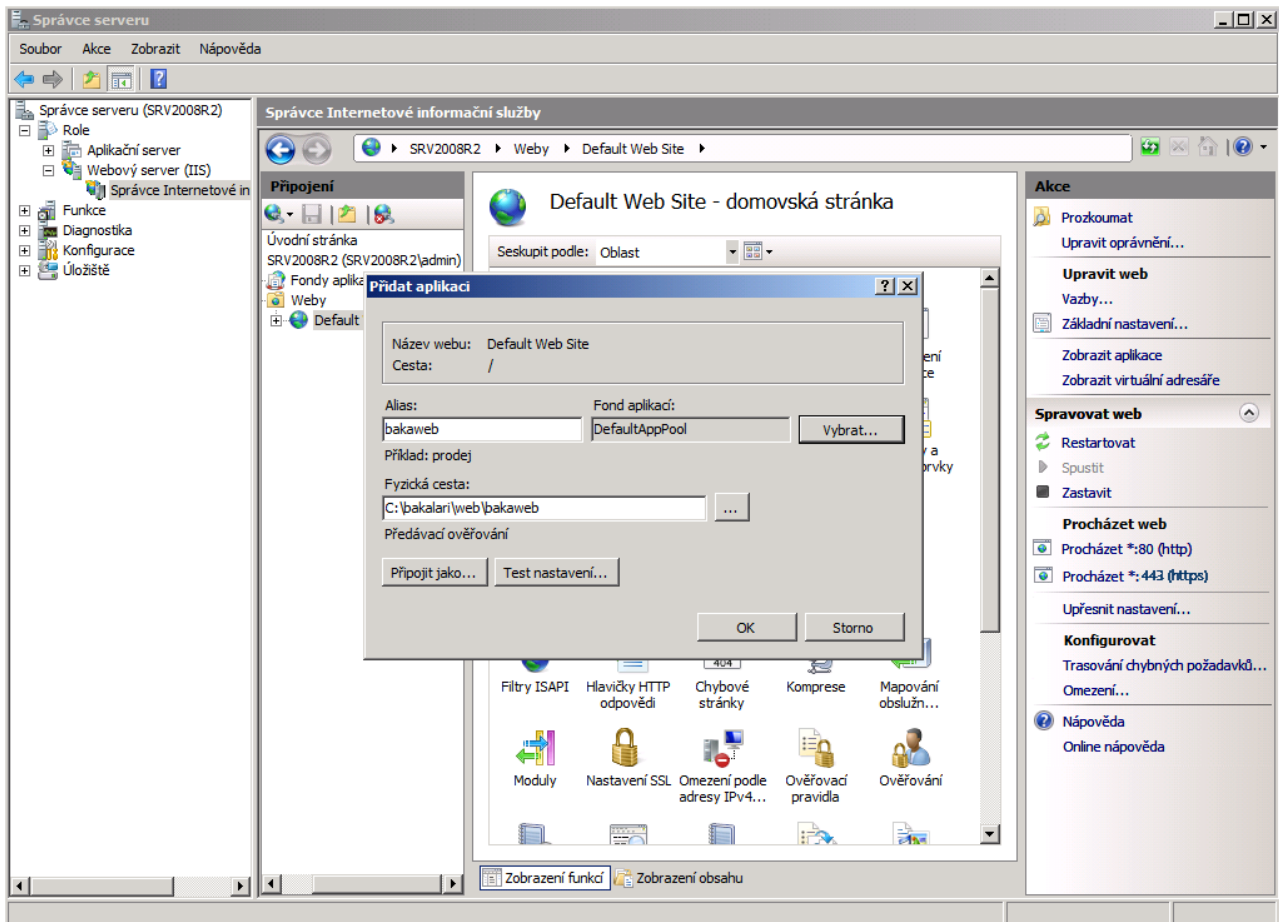 Správce serveru
Soubor Akce Zobrazit Nápověda
Správce serveru (SRV2008R2)
Role
Aplikační server
Webový server (IIS)
Správce Internetové in
Funkce
Diagnostika
Konfigurace
Úložiště
Správce Internetové informační služby
SRV2008R2 Weby Default Web Site
Připojení
Úvodní stránka
SRV2008R2 (SRV2008R2\admin)
Fondy aplika
Weby
Default
Default Web Site - domovská stránka
Seskupit podle: Oblast
Přidat aplikaci
Název webu: Default Web Site
Cesta: /
Alias: Fond aplikací:
bakaweb DefaultAppPool Vybrat...
Příklad: prodej
Fyzická cesta:
C:\bakalari\web\bakaweb ...
Předávací ověřování
Připojit jako... Test nastavení...
OK Storno
ení
ce
y a
prvky
404
Filtry ISAPI Hlavičky HTTP odpovědi Chybové stránky Komprese Mapování obslužn...
Moduly Nastavení SSL Omezení podle adresy IPv4... Ověřovací pravidla Ověřování
Zobrazení funkcí Zobrazení obsahu
Akce
Prozkoumat
Upravit oprávnění...
Upravit web
Vazby...
Základní nastavení...
Zobrazit aplikace
Zobrazit virtuální adresáře
Spravovat web
Restartovat
Spustit
Zastavit
Procházet web
Procházet *:80 (http)
Procházet *:443 (https)
Upřesnit nastavení...
Konfigurovat
Trasování chybných požadavků...
Omezení...
Nápověda
Online nápověda